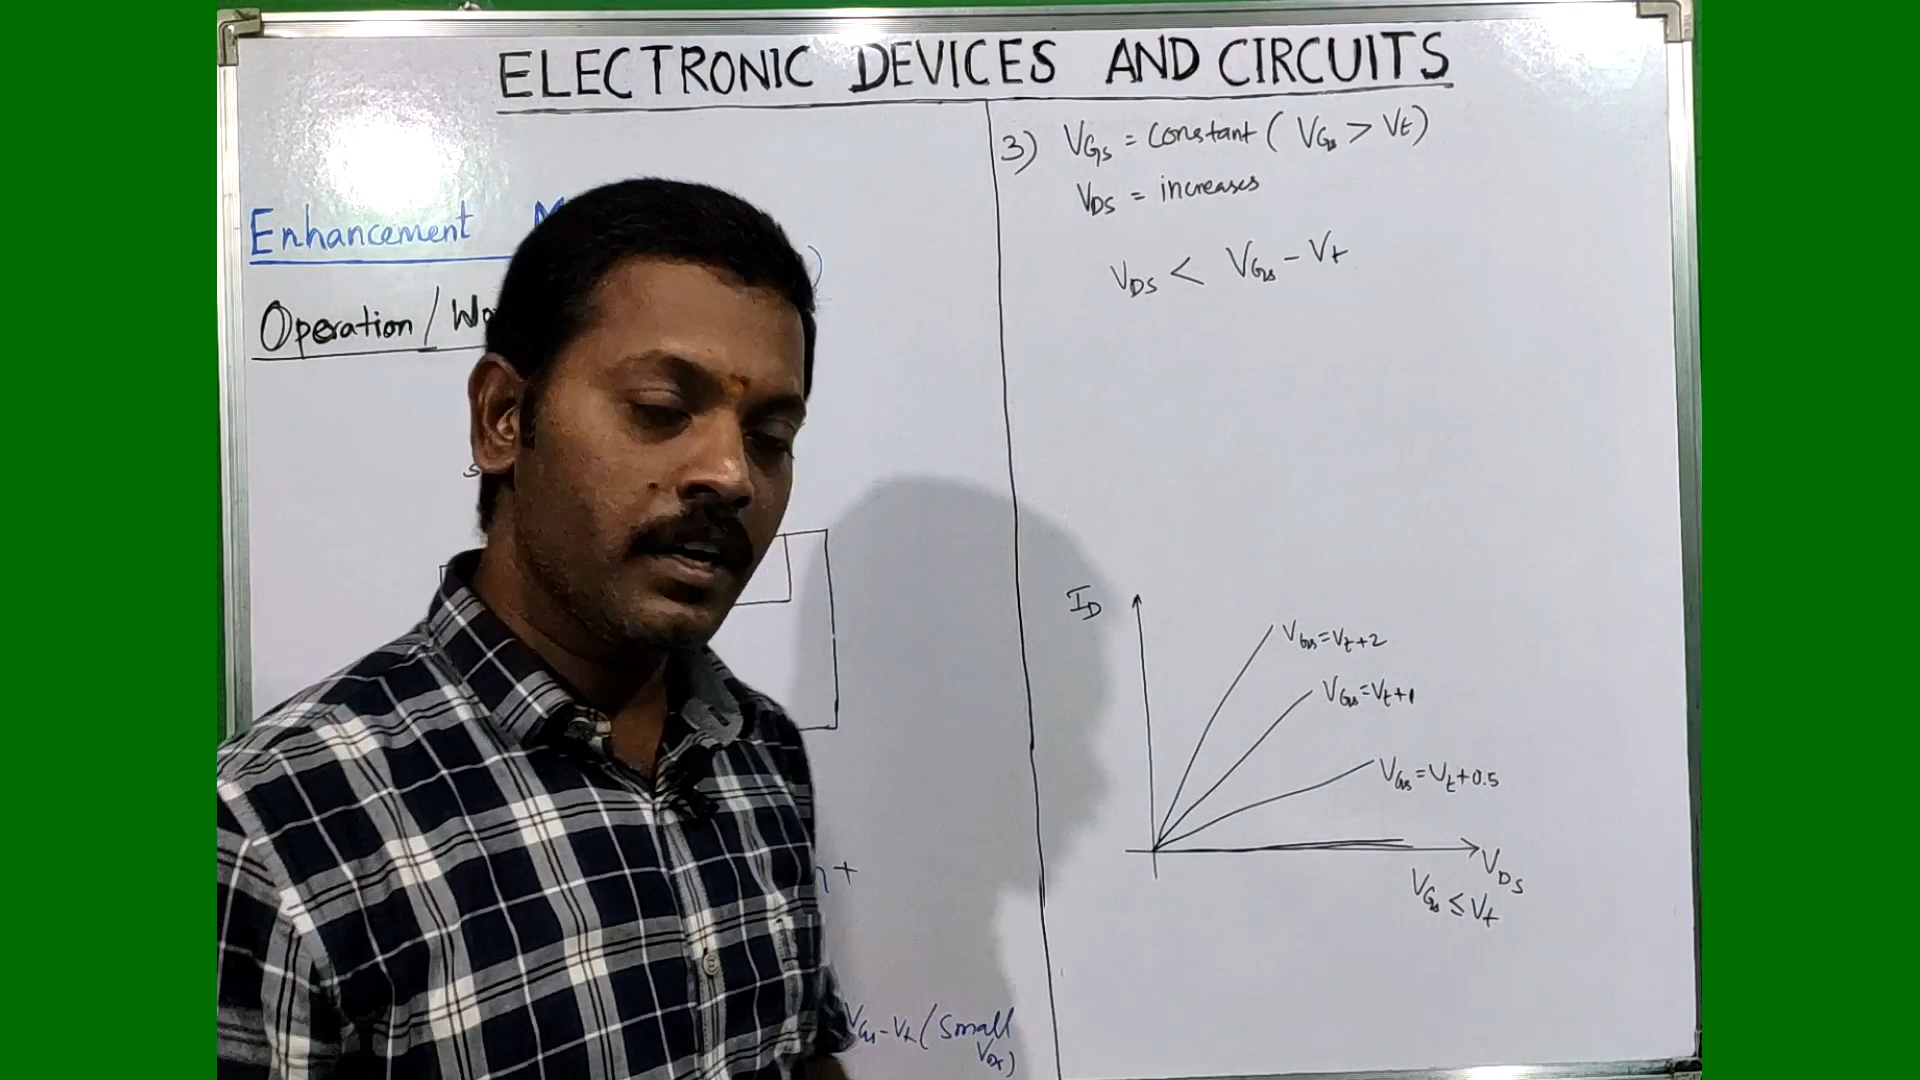 ELECTRONIC DEVICES AND CIRCUITS
Enhancement
Operation /
n+
VGS - Vt (Small
VDS)
3) VGS = Constant ( VGS > Vt)
VDS = increases
VDS < VGS - Vt
ID
VGS = Vt + 2
VGS = Vt + 1
VGS = Vt + 0.5
VDS
VGS ≤ Vt